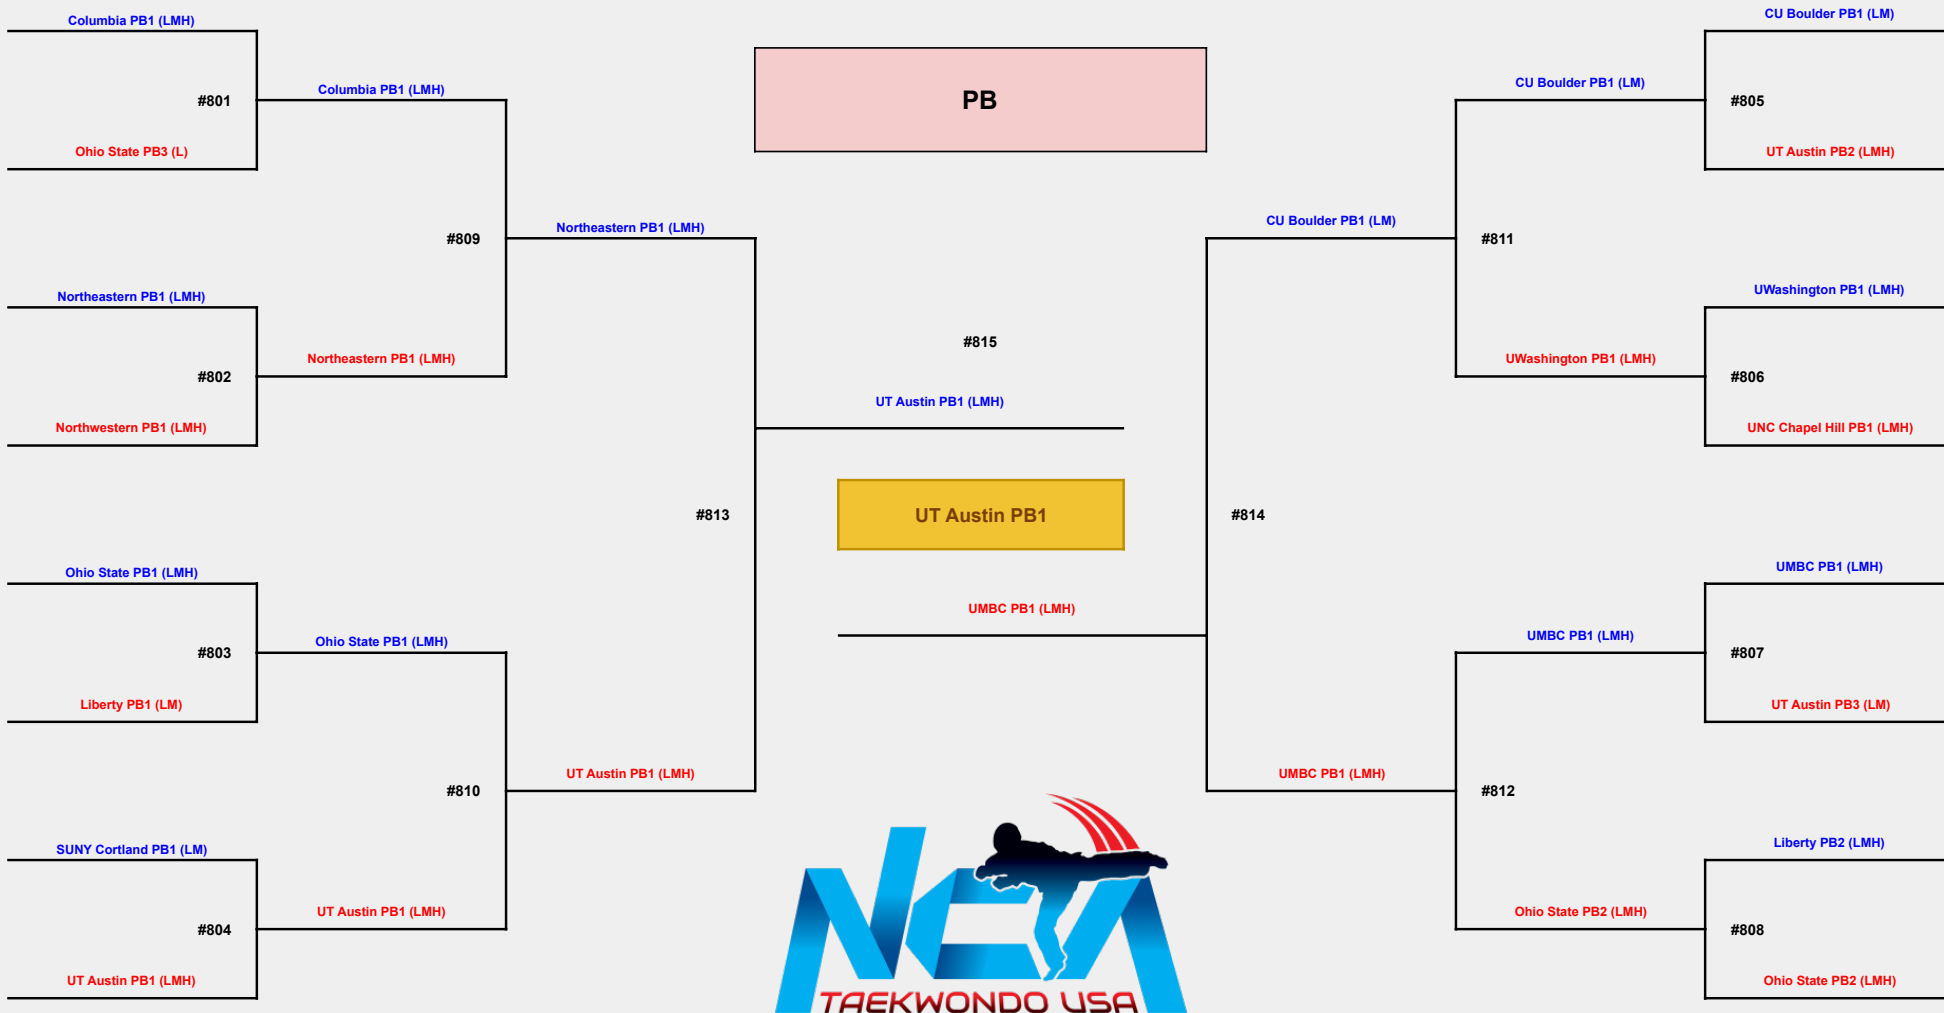 Columbia PB1 (LMH)
#801
Ohio State PB3 (L)
Columbia PB1 (LMH)
#809
Northeastern PB1 (LMH)
#802
Northwestern PB1 (LMH)
Northeastern PB1 (LMH)
Northeastern PB1 (LMH)
#813
Ohio State PB1 (LMH)
#803
Liberty PB1 (LM)
Ohio State PB1 (LMH)
#810
SUNY Cortland PB1 (LM)
#804
UT Austin PB1 (LMH)
UT Austin PB1 (LMH)
UT Austin PB1 (LMH)
PB
#815
UT Austin PB1 (LMH)
UT Austin PB1
UMBC PB1 (LMH)
CU Boulder PB1 (LM)
#814
UMBC PB1 (LMH)
CU Boulder PB1 (LM)
#811
UWashington PB1 (LMH)
UMBC PB1 (LMH)
#812
Ohio State PB2 (LMH)
CU Boulder PB1 (LM)
#805
UT Austin PB2 (LMH)
UWashington PB1 (LMH)
#806
UNC Chapel Hill PB1 (LMH)
UMBC PB1 (LMH)
#807
UT Austin PB3 (LM)
Liberty PB2 (LMH)
#808
Ohio State PB2 (LMH)
TAEKWONDO USA